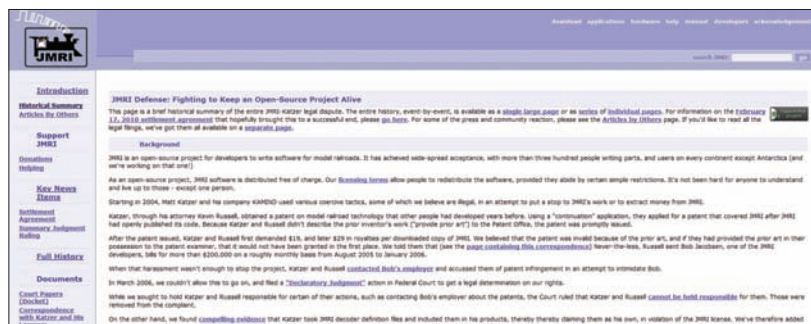 download applications hardware help manual developers acknowledgement
JMRI
search JMRI: go
Introduction
Historical Summary
Articles By Others
Support
JMRI
Donations
Helping
Key News
Items
Settlement
Agreement
Summary Judgment
Ruling
Full History
Documents
Court Papers
(Docket)
Correspondence
with Katzer and His
JMRI Defense: Fighting to Keep an Open-Source Project Alive
This page is a brief historical summary of the entire JMRI-Katzer legal dispute. The entire history, event-by-event, is available as a single large page or as series of individual pages. For information on the February
17, 2010 settlement agreement that hopefully brought this to a successful end, please go here. For some of the press and community reaction, please see the Articles by Others page. If you'd like to read all the
legal filings, we've got them all available on a separate page.
Background
JMRI is an open-source project for developers to write software for model railroads. It has achieved wide-spread acceptance, with more than three hundred people writing parts, and users on every continent except Antarctica (and
we're working on that one!)
As an open-source project, JMRI software is distributed free of charge. Our licensing terms allow people to redistribute the software, provided they abide by certain simple restrictions. It's not been hard for anyone to understand
and live up to those - except one person.
Starting in 2004, Matt Katzer and his company KAMIND used various coercive tactics, some of which we believe are illegal, in an attempt to put a stop to JMRI's work or to extract money from JMRI.
Katzer, through his attorney Kevin Russell, obtained a patent on model railroad technology that other people had developed years before. Using a "continuation" application, they applied for a patent that covered JMRI after JMRI
had openly published its code. Because Katzer and Russell didn't describe the prior inventor's work ("provide prior art") to the Patent Office, the patent was promptly issued.
After the patent issued, Katzer and Russell first demanded $19, and later $29 in royalties per downloaded copy of JMRI. We believed that the patent was invalid because of the prior art, and if they had provided the prior art in their
possession to the patent examiner, that it would not have been granted in the first place. We told them that (see the page containing this correspondence) Never-the-less, Russell sent Bob Jacobsen, one of the JMRI
developers, bills for more than $200,000 on a roughly monthly basis from August 2005 to January 2006.
When that harassment wasn't enough to stop the project, Katzer and Russell contacted Bob's employer and accused them of patent infringement in an attempt to intimidate Bob.
In March 2006, we couldn't allow this to go on, and filed a "Declaratory Judgment" action in Federal Court to get a legal determination on our rights.
While we sought to hold Katzer and Russell responsible for certain of their actions, such as contacting Bob's employer about the patents, the Court ruled that Katzer and Russell cannot be held responsible for them. Those were
removed from the complaint.
On the other hand, we found compelling evidence that Katzer took JMRI decoder definition files and included them in his products, thereby thereby claiming them as his own, in violation of the JMRI license. We've therefore added